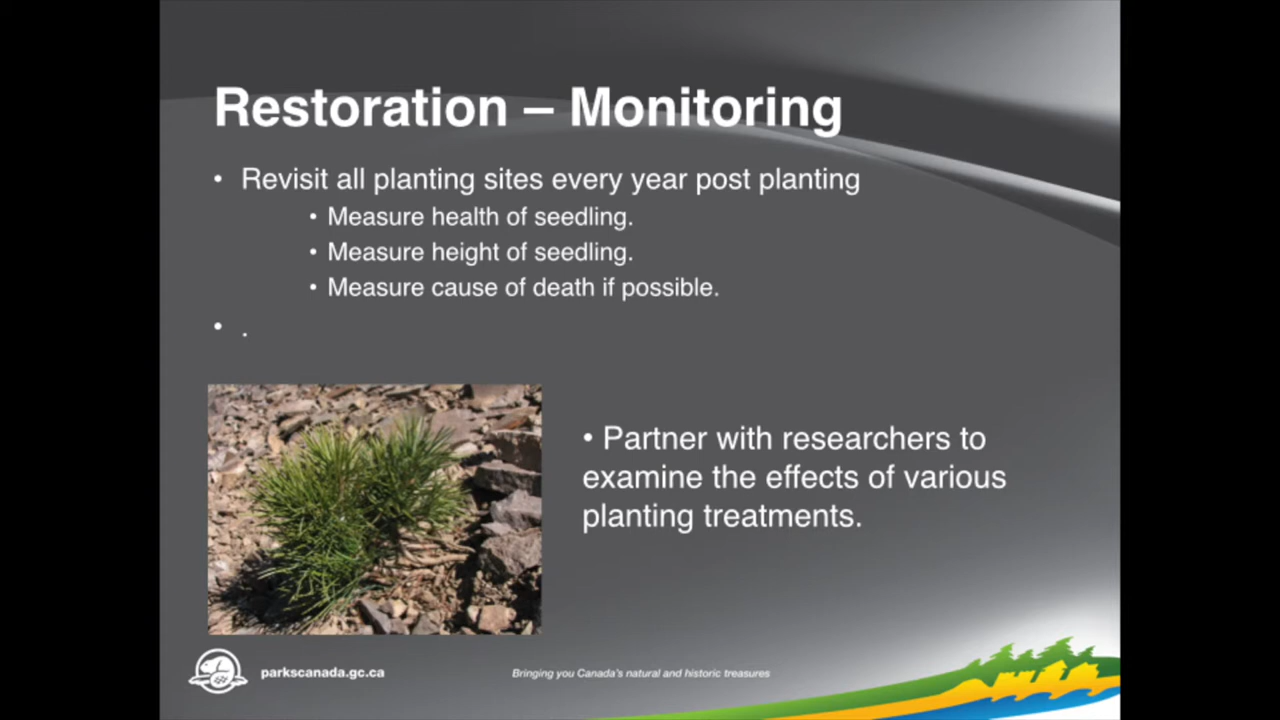 Restoration – Monitoring
• Revisit all planting sites every year post planting
• Measure health of seedling.
• Measure height of seedling.
• Measure cause of death if possible.
• .
• Partner with researchers to
examine the effects of various
planting treatments.
parkscanada.gc.ca
Bringing you Canada's natural and historic treasures